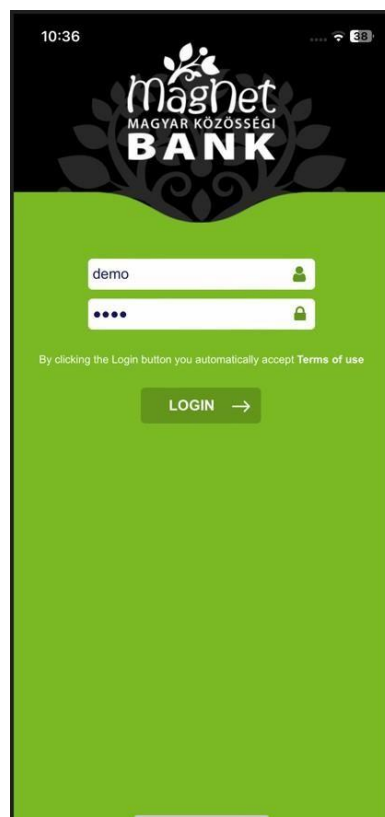 10:36
38
MagNet
MAGYAR KÖZÖSSÉGI
BANK
demo
••••
By clicking the Login button you automatically accept Terms of use
LOGIN →